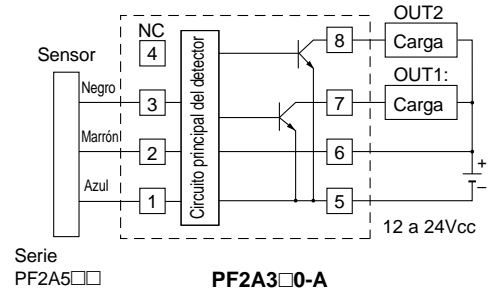 OUT2
NC
8
Carga
4
Sensor
OUT1:
Negro
3
Circuito principal del detector
7
Carga
Marrón
2
6
+
Azul
1
5
–
12 a 24Vcc
Serie
PF2A5□□
PF2A3□0-A